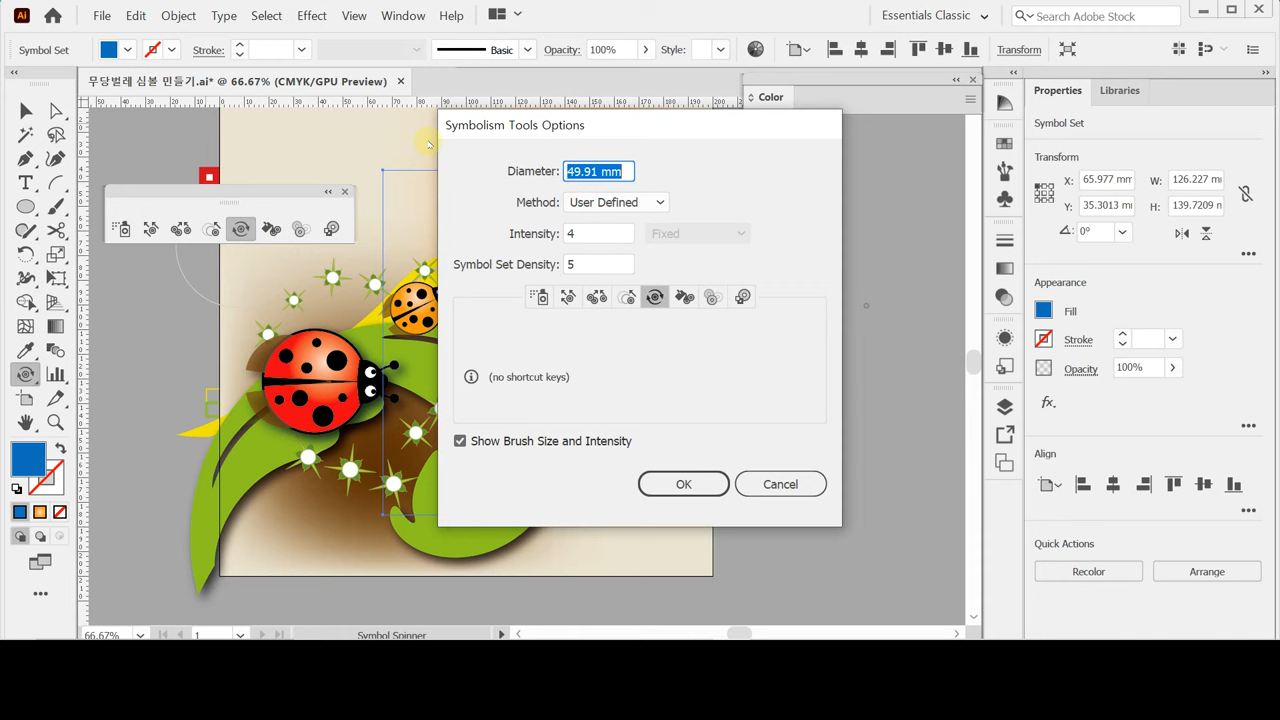 Ai File Edit Object Type Select Effect View Window Help Essentials Classic Search Adobe Stock
Symbol Set Stroke: Basic Opacity: 100% Style: Transform
무당벌레 심볼 민들기.ai* @ 66.67% (CMYK/GPU Preview)
Color
Properties Libraries
Symbol Set
Transform
X: 65.977 mm W: 126.227 mm
Y: 35.3013 mm H: 139.7209 mm
0º
Appearance
Fill
Stroke
Opacity 100%
fx.
Align
Quick Actions
Recolor Arrange
Symbolism Tools Options
Diameter: 49.91 mm
Method: User Defined
Intensity: 4 Fixed
Symbol Set Density: 5
(no shortcut keys)
Show Brush Size and Intensity
OK Cancel
66.67% 1 Symbol Spinner